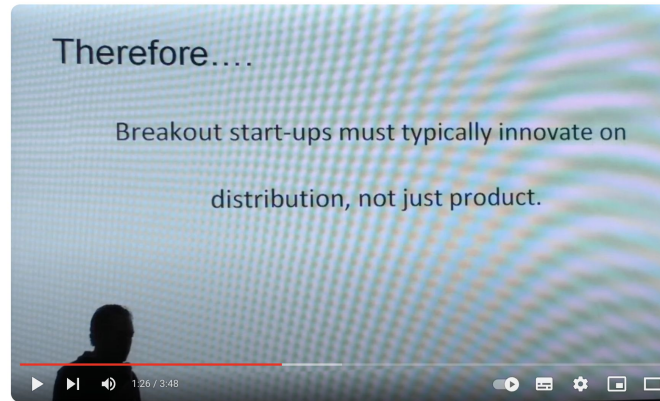 Therefore....
Breakout start-ups must typically innovate on
distribution, not just product.
1:26 / 3:48